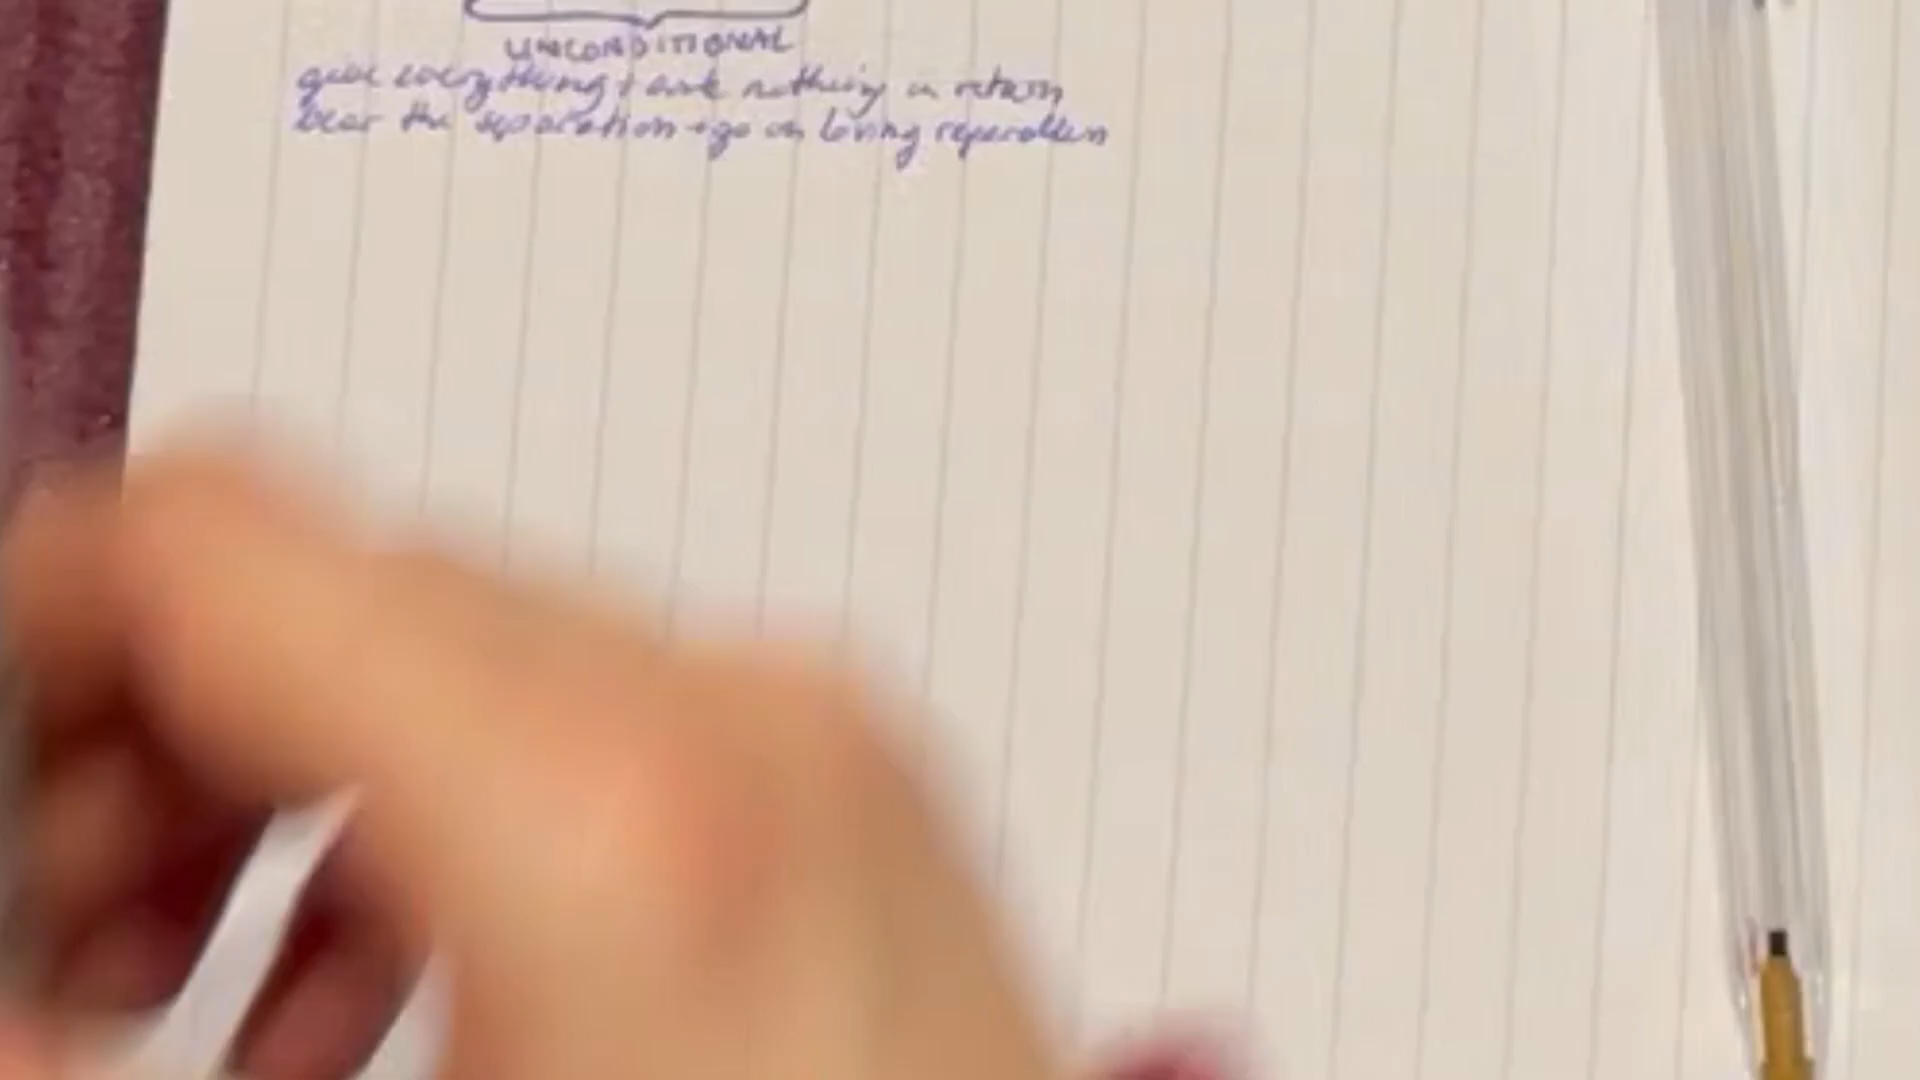 UNCONDITIONAL
give everything + ask nothing in return
bear the separation + go on loving regardless